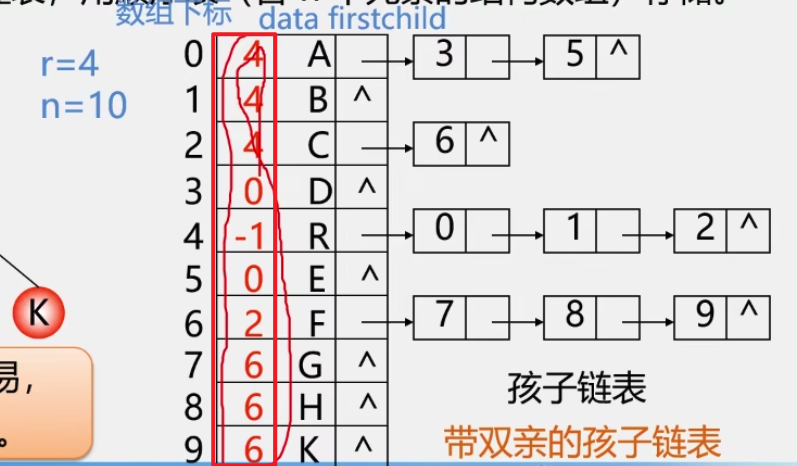 数组下标 data firstchild
r=4
n=10
0 4 A 3 5 ^
1 4 B ^
2 4 C 6 ^
3 0 D ^
4 -1 R 0 1 2 ^
5 0 E ^
6 2 F 7 8 9 ^
7 6 G ^
8 6 H ^
9 6 K ^
K
易，
。
孩子链表
带双亲的孩子链表